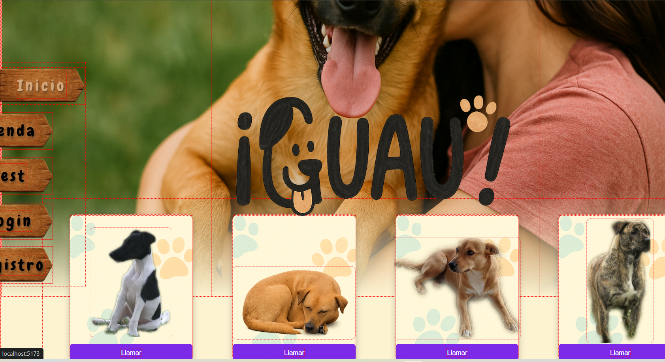 Inicio
¡GUAU!
enda
est
ogin
gistro
Llamar
Llamar
Llamar
Llamar
localhost:5173